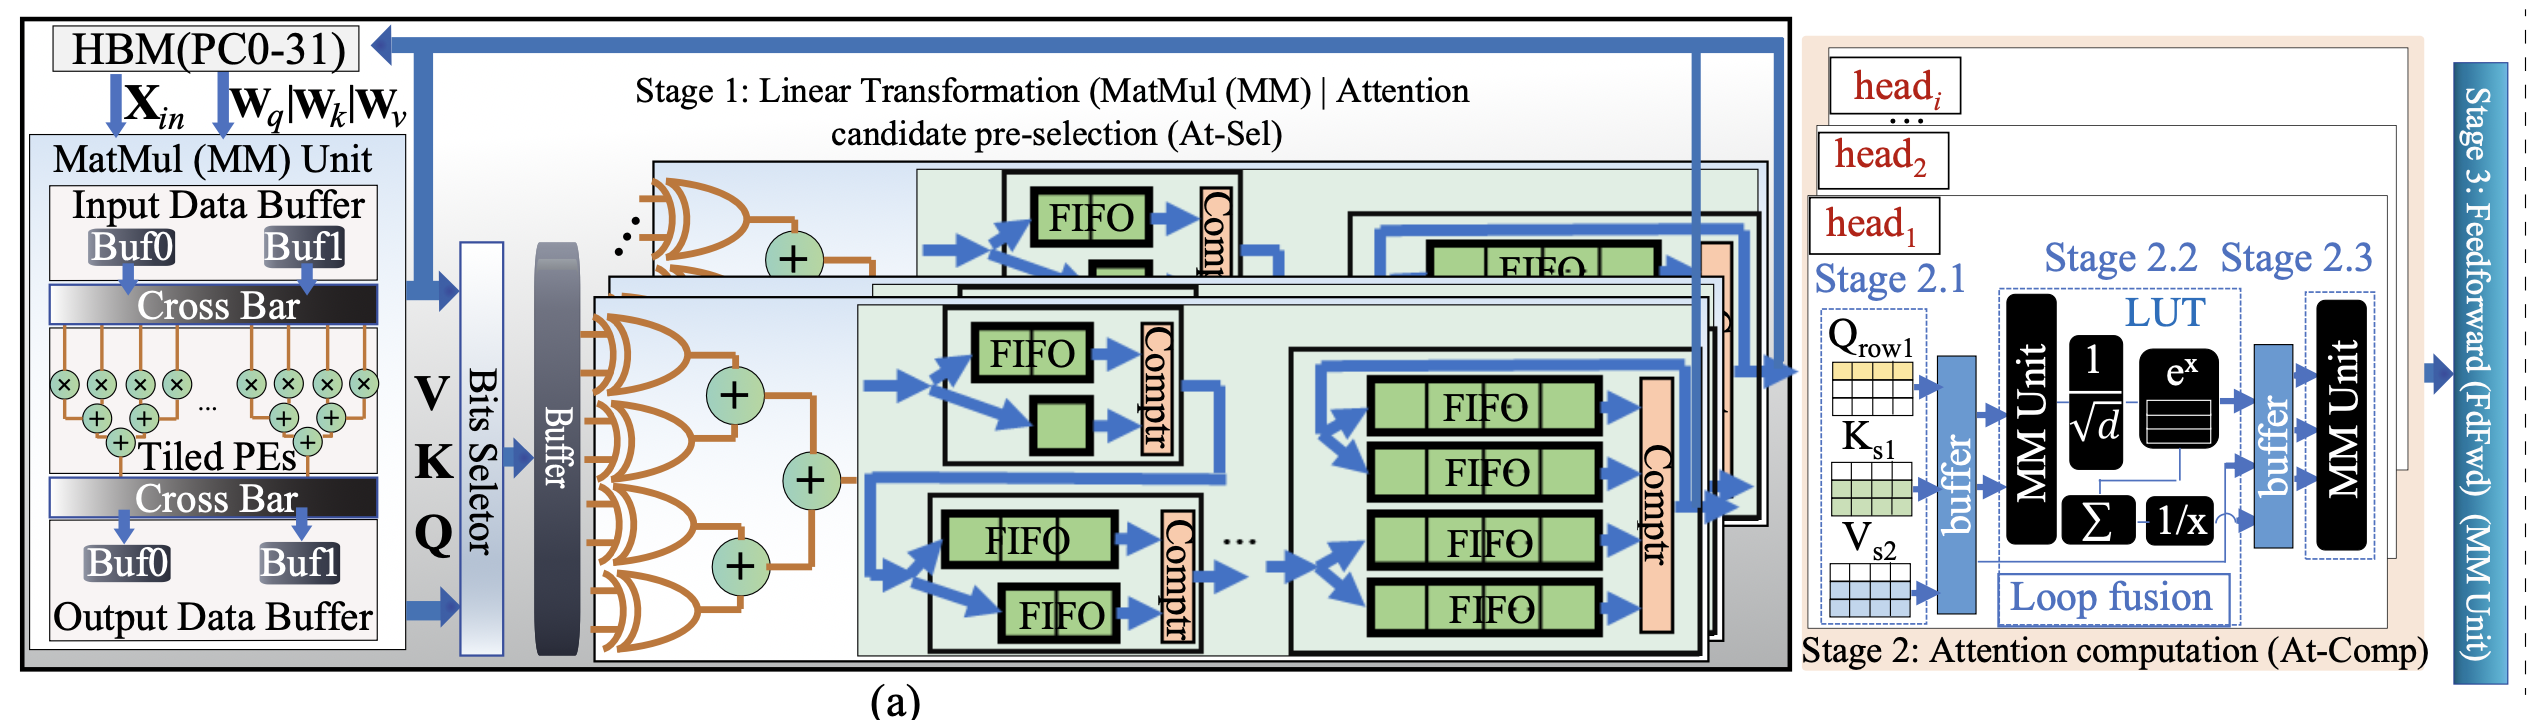 HBM(PC0-31)
X_in
W_q|W_k|W_v
MatMul (MM) Unit
Input Data Buffer
Buf0
Buf1
Cross Bar
× × × × × × × ×
+ + ... + +
+ +
Tiled PEs
Cross Bar
Buf0
Buf1
Output Data Buffer
V
K
Q
Bits Seletor
Buffer
Stage 1: Linear Transformation (MatMul (MM) | Attention
candidate pre-selection (At-Sel)
+
FIFO
Comp
FIFO
+
+
+
FIFO
Comptr
FIFO
FIFO
Comptr
...
FIFO
FIFO
FIFO
FIFO
Comptr
head_i
...
head_2
head_1
Stage 2.1
Stage 2.2
Stage 2.3
Q_row1
K_s1
V_s2
buffer
LUT
MM Unit
1
√d
e^x
Σ
1/x
Loop fusion
buffer
MM Unit
Stage 2: Attention computation (At-Comp)
Stage 3: Feedforward (FdFwd) (MM Unit)
(a)